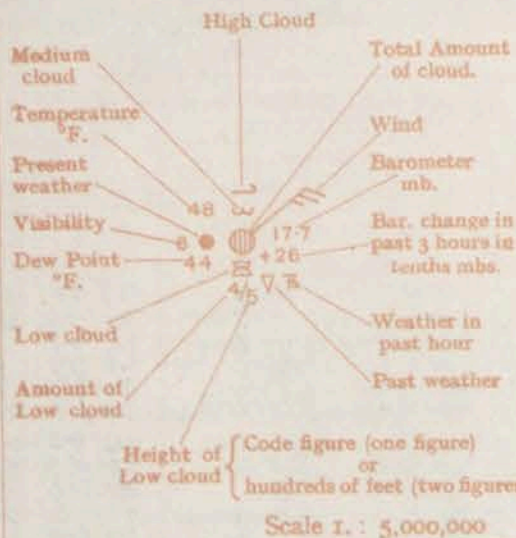 High Cloud
Medium
cloud
Total Amount
of cloud.
Temperature
°F.
Wind
Present
weather
Barometer
mb.
48
Visibility
8
17·7
Bar. change in
past 3 hours in
tenths mbs.
Dew Point
°F.
44
+26
4/5
Low cloud
Weather in
past hour
Amount of
Low cloud
Past weather
Height of
Low cloud
Code figure (one figure)
or
hundreds of feet (two figure
Scale 1. : 5,000,000